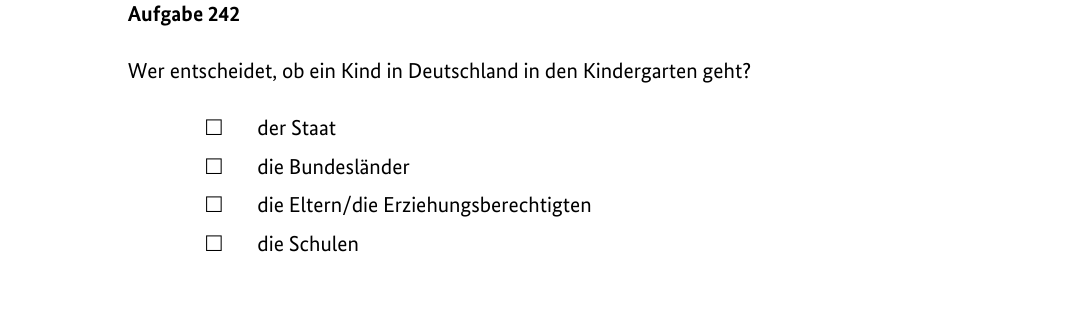 Aufgabe 242
Wer entscheidet, ob ein Kind in Deutschland in den Kindergarten geht?
☐ der Staat
☐ die Bundesländer
☐ die Eltern/die Erziehungsberechtigten
☐ die Schulen